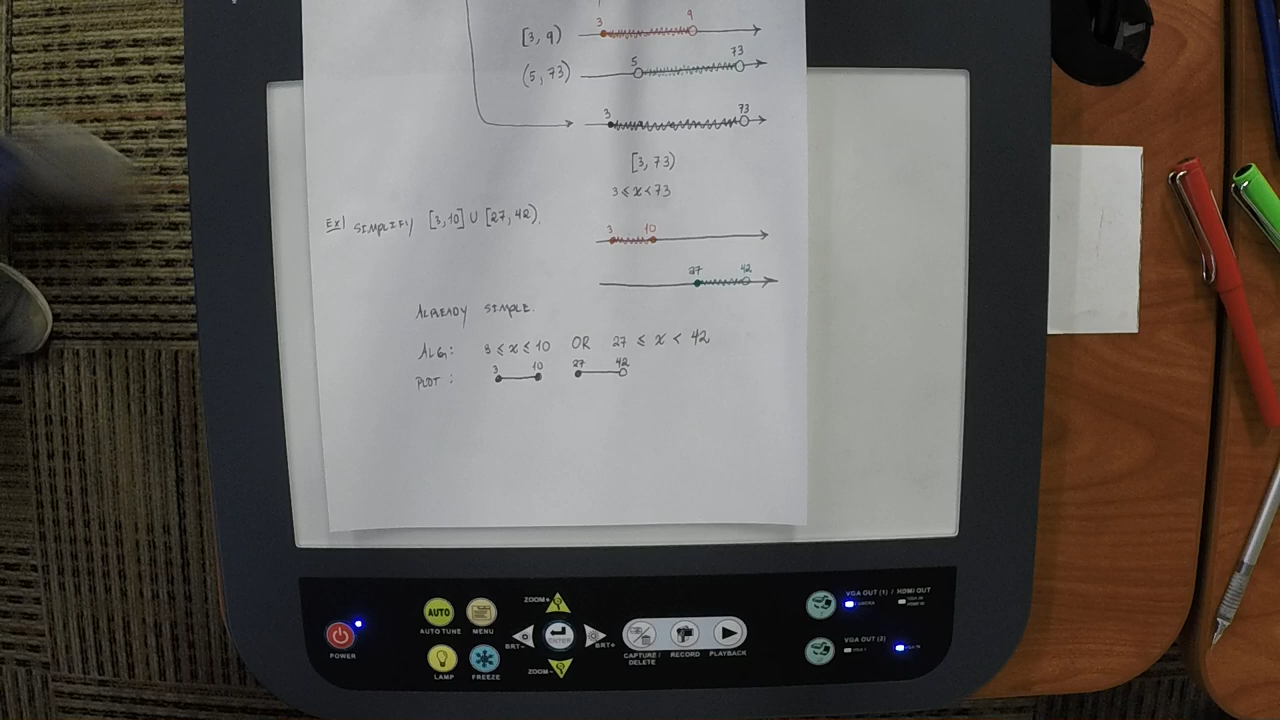 3 9
[3, 9)
5 73
(5, 73)
3 73
[3, 73)
3 ≤ x < 73
Ex) SIMPLIFY [3, 10] ∪ [27, 42).
3 10
27 42
ALREADY SIMPLE.
ALG: 3 ≤ x ≤ 10 OR 27 ≤ x < 42
PLOT: 3 10 27 42
POWER
AUTO
AUTO TUNE
MENU
LAMP
FREEZE
ZOOM+
BRT-
ENTER
BRT+
ZOOM-
CAPTURE / DELETE
RECORD
PLAYBACK
VGA OUT (1) / HDMI OUT
VGA OUT (2)